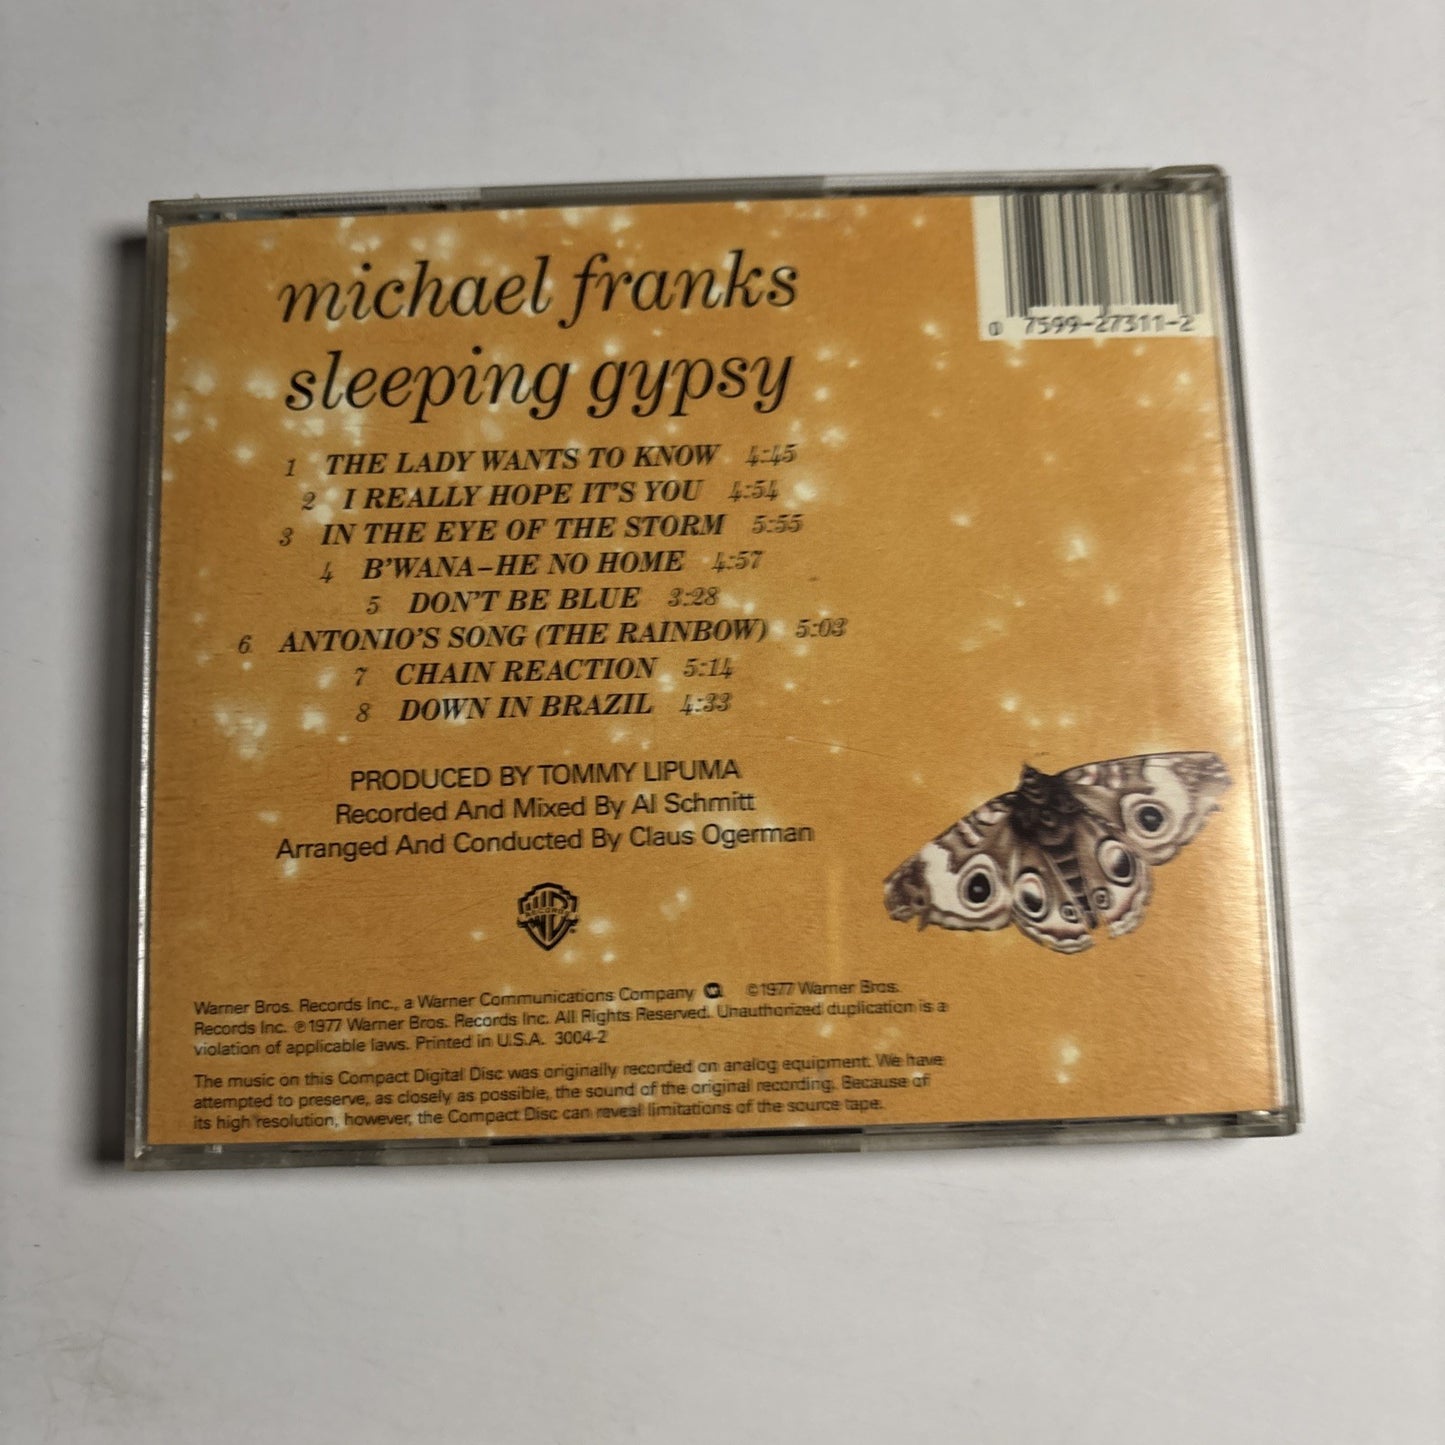 michael franks
sleeping gypsy
0 7599-27311-2
1 THE LADY WANTS TO KNOW 4:45
2 I REALLY HOPE IT'S YOU 4:54
3 IN THE EYE OF THE STORM 5:55
4 B'WANA–HE NO HOME 4:57
5 DON'T BE BLUE 3:28
6 ANTONIO'S SONG (THE RAINBOW) 5:03
7 CHAIN REACTION 5:14
8 DOWN IN BRAZIL 4:33
PRODUCED BY TOMMY LIPUMA
Recorded And Mixed By Al Schmitt
Arranged And Conducted By Claus Ogerman
WB
RECORDS
®
Warner Bros. Records Inc., a Warner Communications Company ©1977 Warner Bros.
Records Inc. ℗1977 Warner Bros. Records Inc. All Rights Reserved. Unauthorized duplication is a
violation of applicable laws. Printed in U.S.A. 3004-2
The music on this Compact Digital Disc was originally recorded on analog equipment. We have
attempted to preserve, as closely as possible, the sound of the original recording. Because of
its high resolution, however, the Compact Disc can reveal limitations of the source tape.